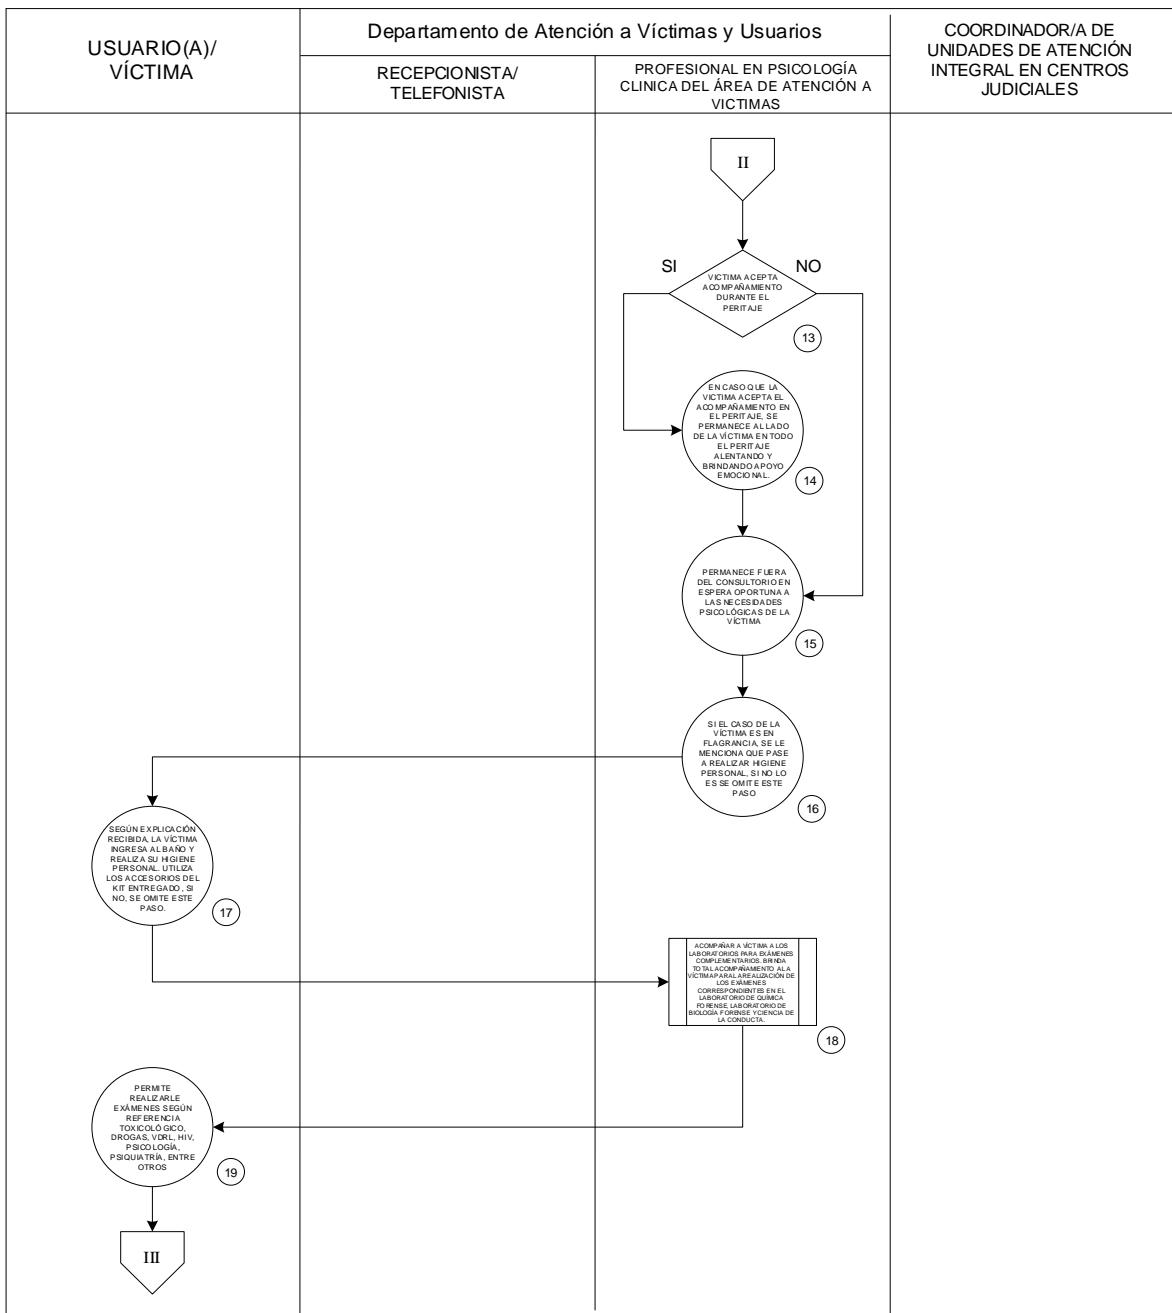 USUARIO(A)/
VÍCTIMA
Departamento de Atención a Víctimas y Usuarios
RECEPCIONISTA/
TELEFONISTA
PROFESIONAL EN PSICOLOGÍA
CLINICA DEL ÁREA DE ATENCIÓN A
VICTIMAS
COORDINADOR/A DE
UNIDADES DE ATENCIÓN
INTEGRAL EN CENTROS
JUDICIALES
II
SI
NO
VICTIMA ACEPTA
ACOMPAÑAMIENTO
DURANTE EL
PERITAJE
13
EN CASO QUE LA
VICTIMA ACEPTA EL
ACOMPAÑAMIENTO EN
EL PERITAJE, SE
PERMANECE AL LADO
DE LA VÍCTIMA EN TODO
EL PERITAJE
ALENTANDO Y
BRINDANDO APOYO
EMOCIONAL.
14
PERMANECE FUERA
DEL CONSULTORIO EN
ESPERA OPORTUNA A
LAS NECESIDADES
PSICOLÓGICAS DE LA
VÍCTIMA
15
SI EL CASO DE LA
VÍCTIMA ES EN
FLAGRANCIA, SE LE
MENCIONA QUE PASE
A REALIZAR HIGIENE
PERSONAL, SI NO LO
ES SE OMITE ESTE
PASO
16
SEGÚN EXPLICACIÓN
RECIBIDA, LA VÍCTIMA
INGRESA AL BAÑO Y
REALIZA SU HIGIENE
PERSONAL. UTILIZA
LOS ACCESORIOS DEL
KIT ENTREGADO, SI
NO, SE OMITE ESTE
PASO.
17
ACOMPAÑAR A VÍCTIMA A LOS
LABORATORIOS PARA EXÁMENES
COMPLEMENTARIOS. BRINDA
TOTAL ACOMPAÑAMIENTO A LA
VÍCTIMA PARA LA REALIZACIÓN DE
LOS EXÁMENES
CORRESPONDIENTES EN EL
LABORATORIO DE QUÍMICA
FORENSE, LABORATORIO DE
BIOLOGÍA FORENSE Y CIENCIA DE
LA CONDUCTA.
18
PERMITE
REALIZARLE
EXÁMENES SEGÚN
REFERENCIA
TOXICOLÓGICO,
DROGAS, VDRL, HIV,
PSICOLOGÍA,
PSIQUIATRÍA, ENTRE
OTROS
19
III